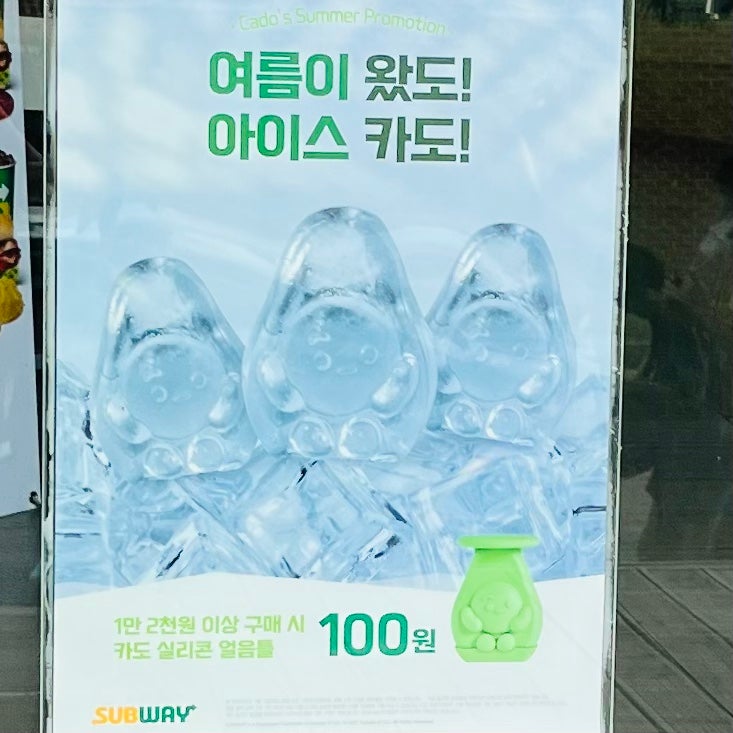 Cado's Summer Promotion
여름이 왔도!
아이스 카도!
1만 2천원 이상 구매 시
카도 실리콘 얼음틀
100원
SUBWAY